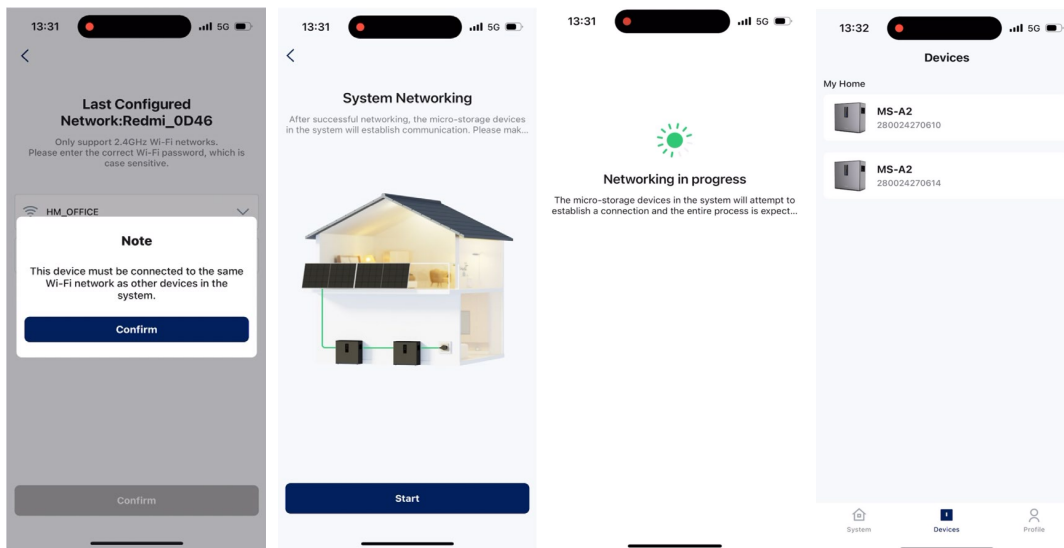 13:31
5G
Last Configured
Network:Redmi_0D46
Only support 2.4GHz Wi-Fi networks.
Please enter the correct Wi-Fi password, which is
case sensitive.
HM_OFFICE
Note
This device must be connected to the same
Wi-Fi network as other devices in the
system.
Confirm
Confirm
13:31
5G
System Networking
After successful networking, the micro-storage devices
in the system will establish communication. Please mak...
Start
13:31
5G
Networking in progress
The micro-storage devices in the system will attempt to
establish a connection and the entire process is expect...
13:32
5G
Devices
My Home
MS-A2
280024270610
MS-A2
280024270614
System
Devices
Profile